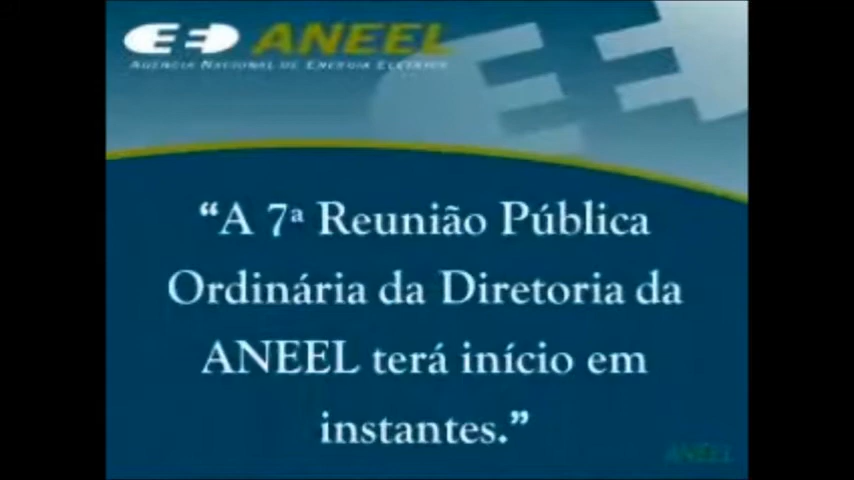 ANEEL
AGÊNCIA NACIONAL DE ENERGIA ELÉTRICA
“A 7ª Reunião Pública
Ordinária da Diretoria da
ANEEL terá início em
instantes.”
ANEEL